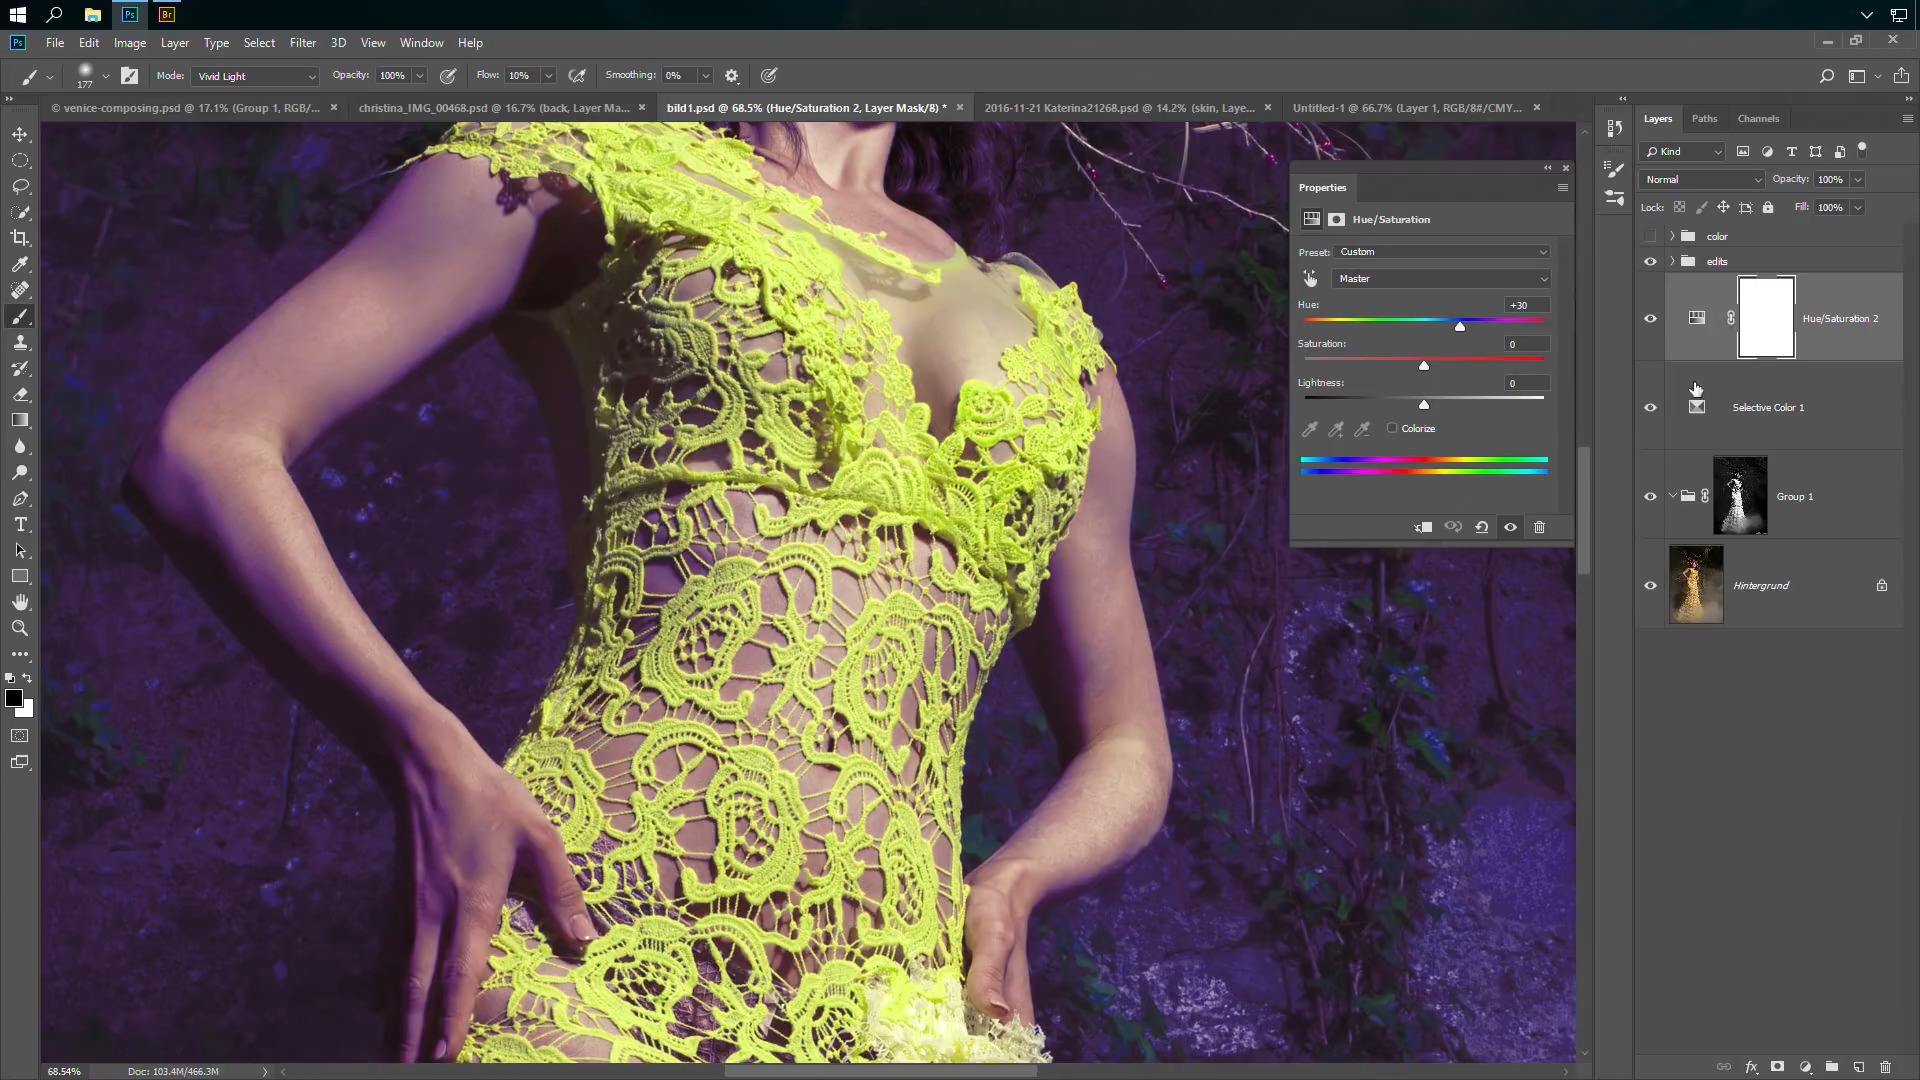 Ps
Br
Ps
File Edit Image Layer Type Select Filter 3D View Window Help
177
Mode: Vivid Light
Opacity: 100%
Flow: 10%
Smoothing: 0%
© venice-composing.psd @ 17.1% (Group 1, RGB/... ×
christina_IMG_00468.psd @ 16.7% (back, Layer Ma... ×
bild1.psd @ 68.5% (Hue/Saturation 2, Layer Mask/8) * ×
2016-11-21 Katerina21268.psd @ 14.2% (skin, Laye... ×
Untitled-1 @ 66.7% (Layer 1, RGB/8#/CMY... ×
Layers Paths Channels
Kind
Normal
Opacity: 100%
Lock:
Fill: 100%
color
edits
Hue/Saturation 2
Selective Color 1
Group 1
Hintergrund
Properties
Hue/Saturation
Preset: Custom
Master
Hue: +30
Saturation: 0
Lightness: 0
Colorize
68.54%
Doc: 103.4M/466.3M
fx